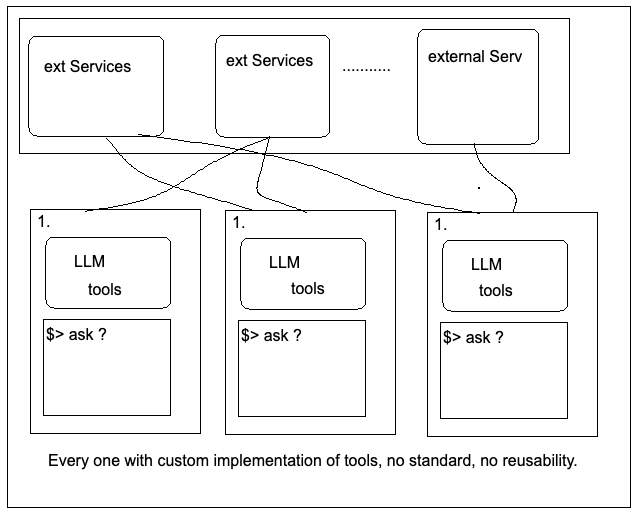 ext Services
ext Services
...........
external Serv
1.
LLM
tools
$> ask ?
1.
LLM
tools
$> ask ?
1.
LLM
tools
$> ask ?
Every one with custom implementation of tools, no standard, no reusability.